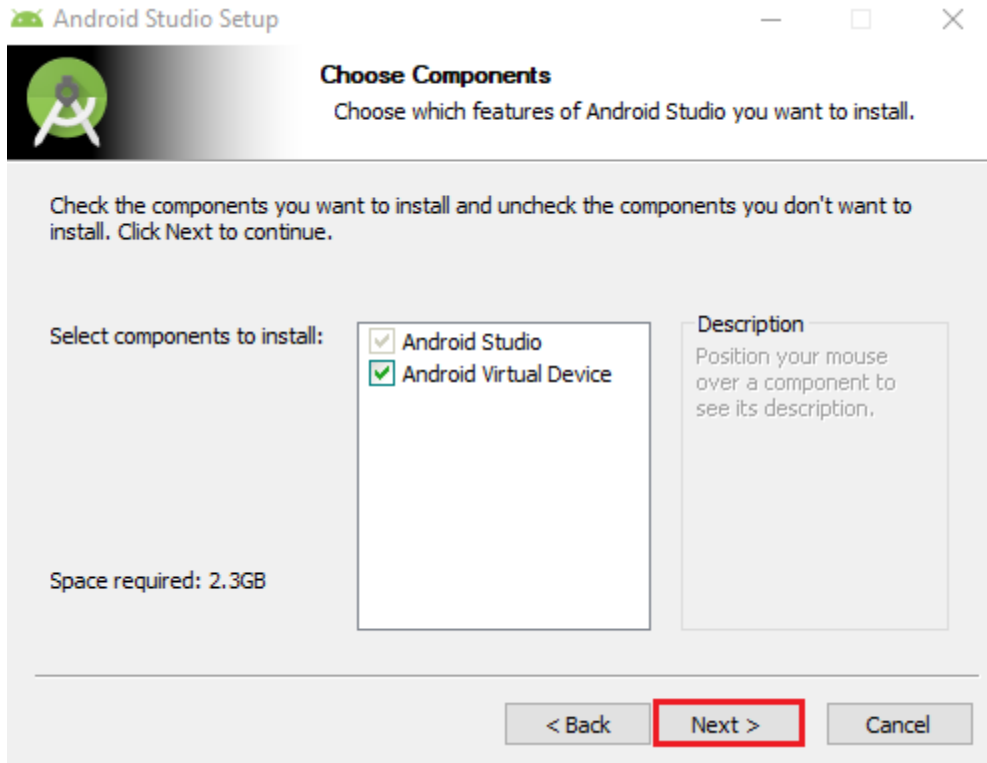 Android Studio Setup
Choose Components
Choose which features of Android Studio you want to install.
Check the components you want to install and uncheck the components you don't want to
install. Click Next to continue.
Select components to install:
Android Studio
Android Virtual Device
Description
Position your mouse
over a component to
see its description.
Space required: 2.3GB
< Back
Next >
Cancel